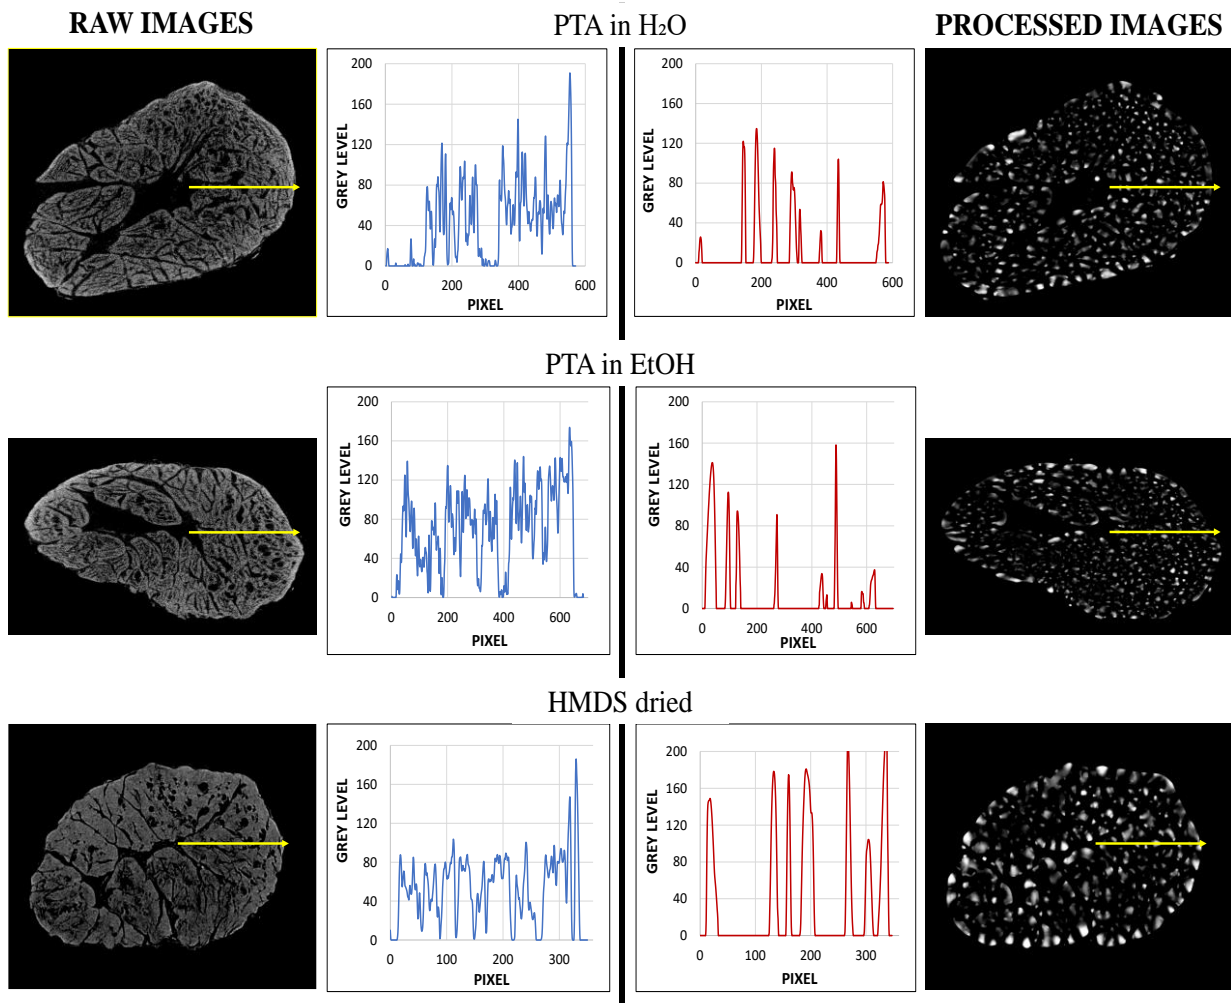 RAW IMAGES
PTA in H₂O
PROCESSED IMAGES
GREY LEVEL
200
160
120
80
40
0
0 200 400 600
PIXEL
GREY LEVEL
200
160
120
80
40
0
0 200 400 600
PIXEL
PTA in EtOH
GREY LEVEL
200
160
120
80
40
0
0 200 400 600
PIXEL
GREY LEVEL
200
160
120
80
40
0
0 200 400 600
PIXEL
HMDS dried
GREY LEVEL
200
160
120
80
40
0
0 100 200 300
PIXEL
GREY LEVEL
200
160
120
80
40
0
0 100 200 300
PIXEL